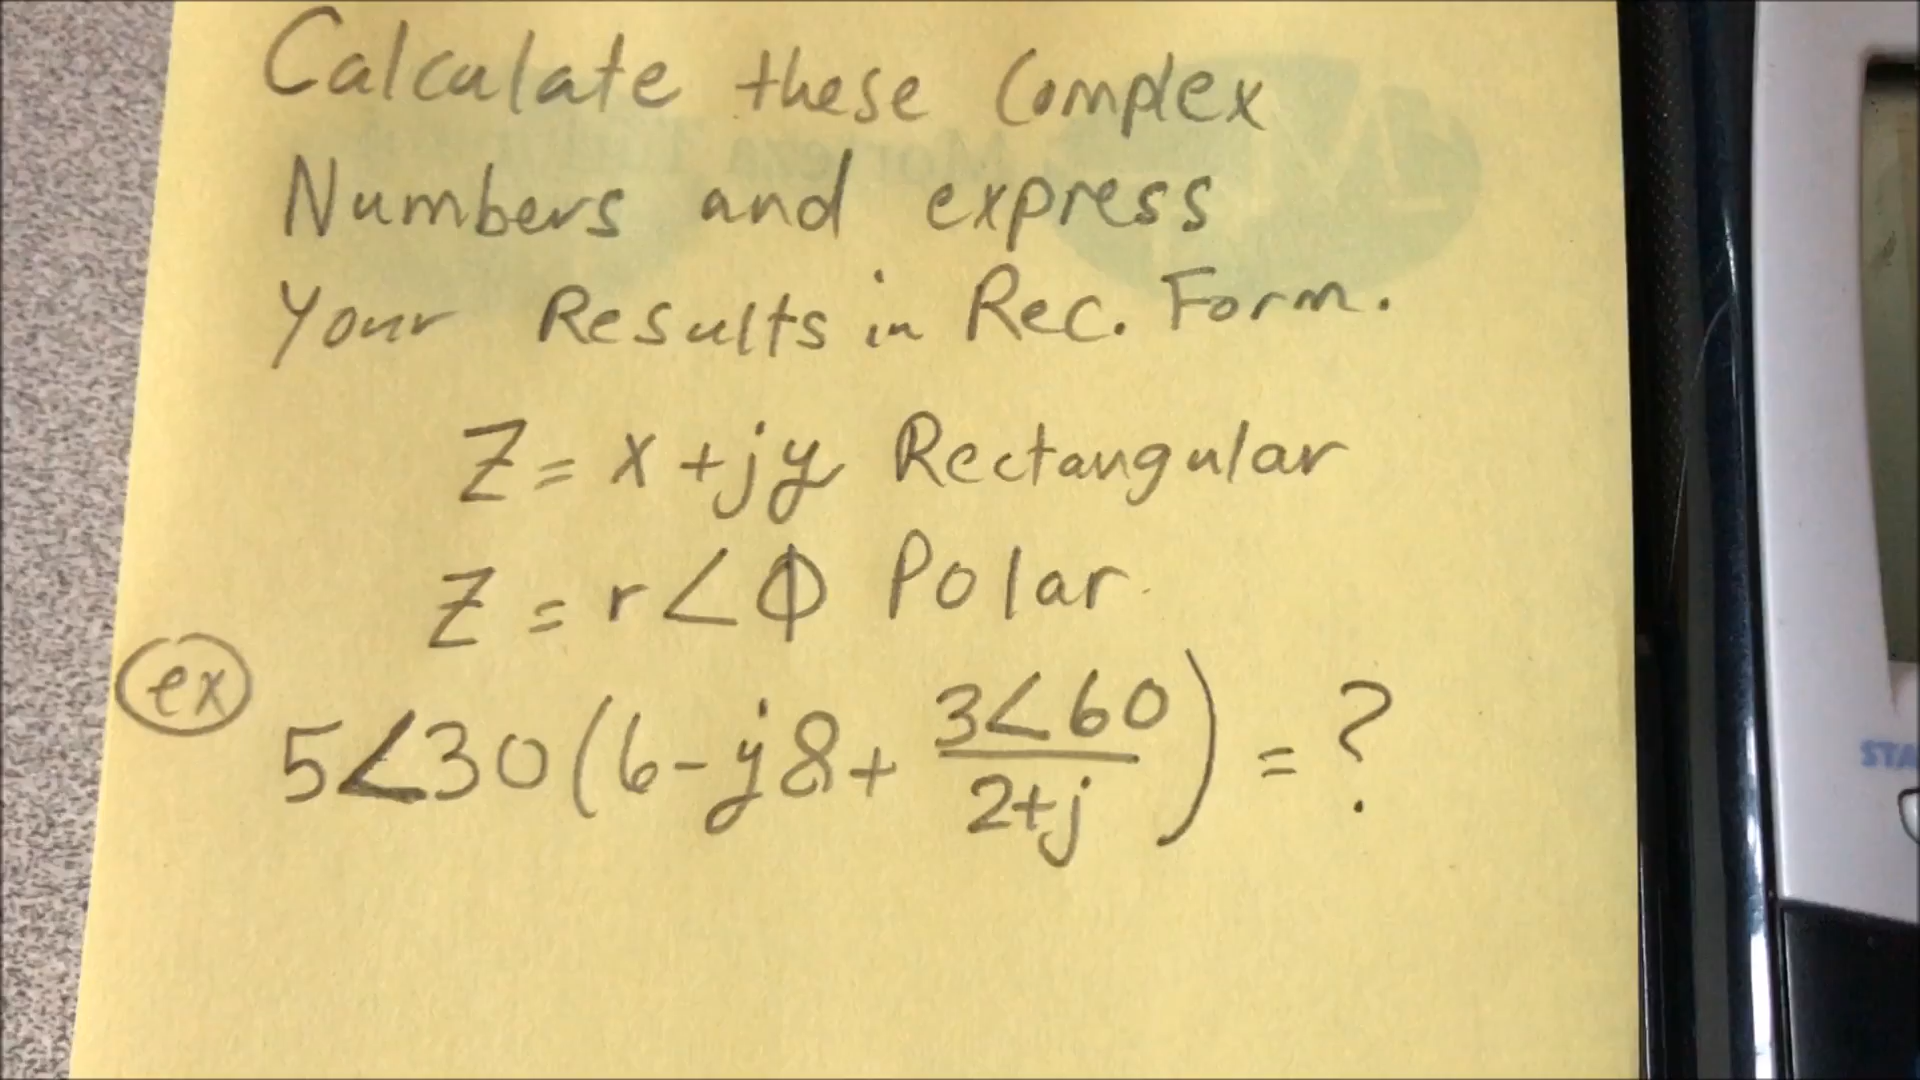 Calculate these Complex
Numbers and express
Your Results in Rec. Form.
Z = x + jy Rectangular
Z = r∠Φ Polar
ex
5∠30(6-j8+ 3∠60/2+j) = ?
STA